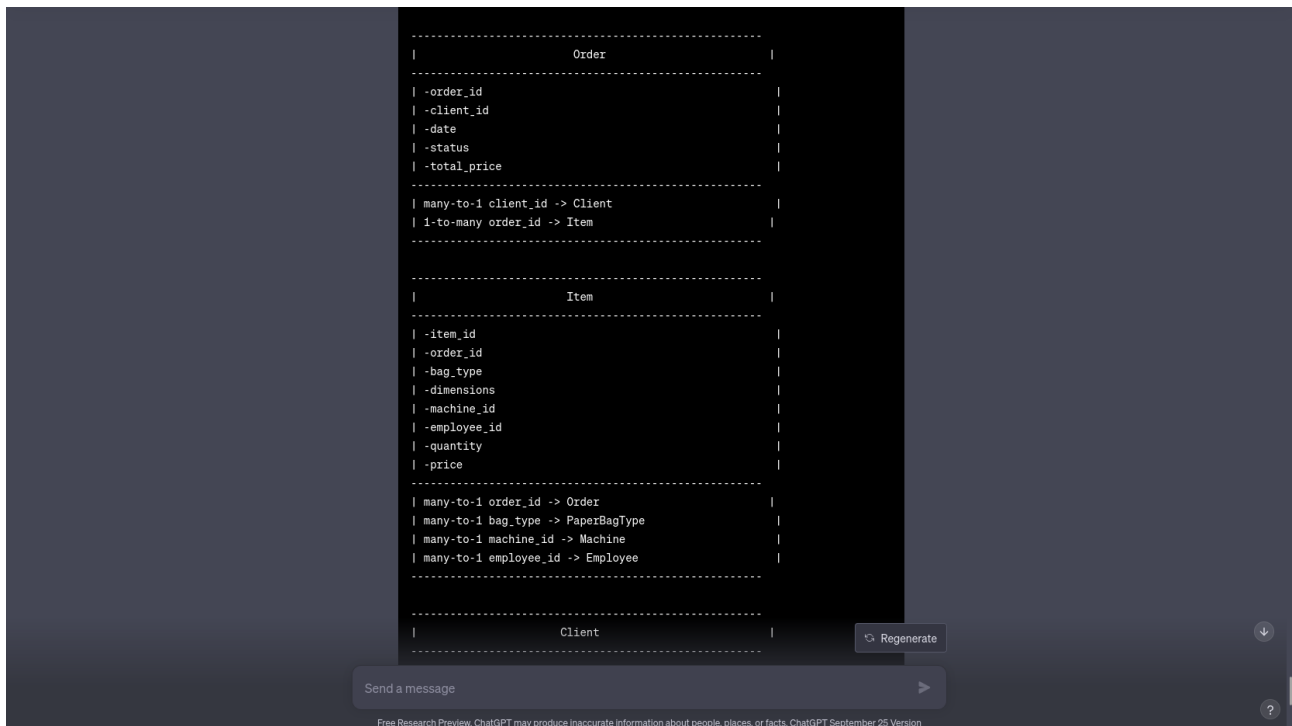 ------------------------------------------------------
|                        Order                         |
------------------------------------------------------
| -order_id                                             |
| -client_id                                            |
| -date                                                 |
| -status                                               |
| -total_price                                          |
------------------------------------------------------
| many-to-1 client_id -> Client                         |
| 1-to-many order_id -> Item                           |
------------------------------------------------------
------------------------------------------------------
|                       Item                           |
------------------------------------------------------
| -item_id                                              |
| -order_id                                             |
| -bag_type                                             |
| -dimensions                                           |
| -machine_id                                           |
| -employee_id                                          |
| -quantity                                             |
| -price                                                |
------------------------------------------------------
| many-to-1 order_id -> Order                          |
| many-to-1 bag_type -> PaperBagType                    |
| many-to-1 machine_id -> Machine                       |
| many-to-1 employee_id -> Employee                     |
------------------------------------------------------
------------------------------------------------------
|                      Client                          |
------------------------------------------------------
Regenerate
Send a message
?
Free Research Preview. ChatGPT may produce inaccurate information about people, places, or facts. ChatGPT September 25 Version